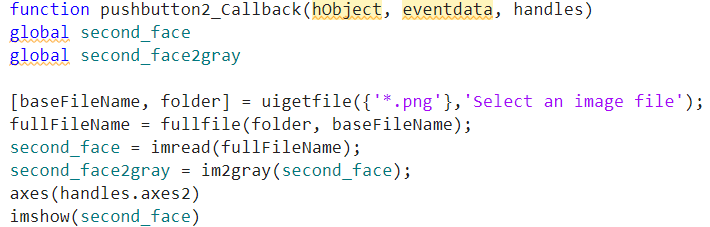 function pushbutton2_Callback(hObject, eventdata, handles)
global second_face
global second_face2gray
[baseFileName, folder] = uigetfile({'*.png'},'Select an image file');
fullFileName = fullfile(folder, baseFileName);
second_face = imread(fullFileName);
second_face2gray = im2gray(second_face);
axes(handles.axes2)
imshow(second_face)